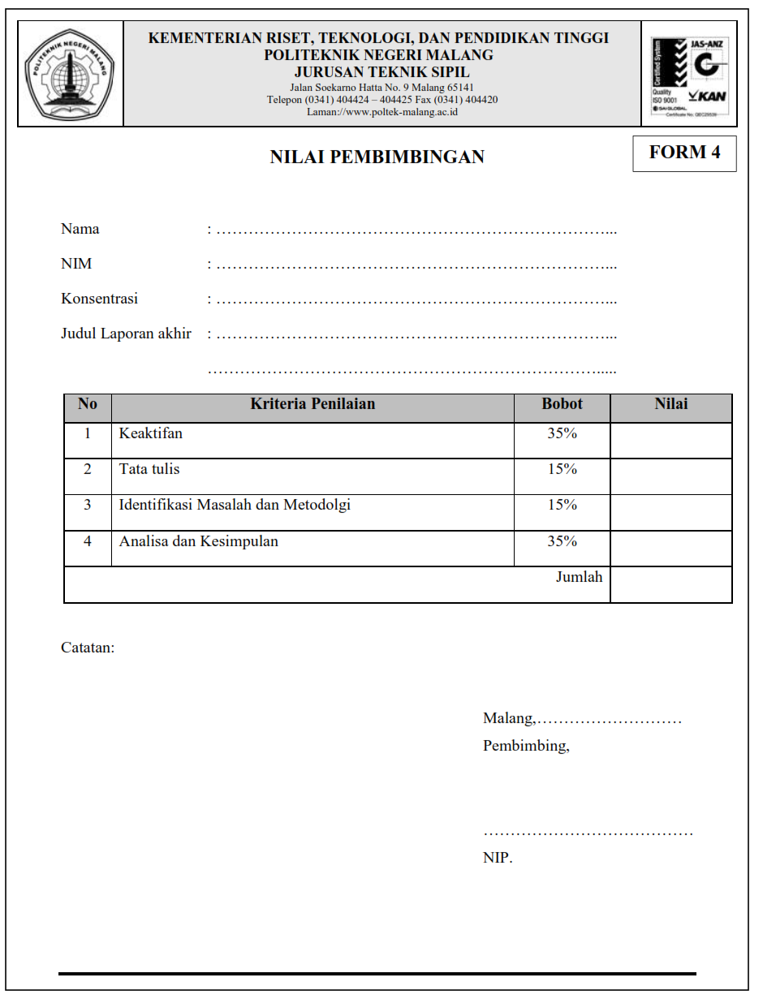 POLITEKNIK NEGERI MALANG
KEMENTERIAN RISET, TEKNOLOGI, DAN PENDIDIKAN TINGGI
POLITEKNIK NEGERI MALANG
JURUSAN TEKNIK SIPIL
Jalan Soekarno Hatta No. 9 Malang 65141
Telepon (0341) 404424 – 404425 Fax (0341) 404420
Laman://www.poltek-malang.ac.id
Certified System
JAS-ANZ
Quality
ISO 9001
SAI GLOBAL
KAN
Certificate No.
NILAI PEMBIMBINGAN
FORM 4
Nama : ………………………………………………………………...
NIM : ………………………………………………………………...
Konsentrasi : ………………………………………………………………...
Judul Laporan akhir : ………………………………………………………………...
……………………………………………………………….....
No Kriteria Penilaian Bobot Nilai
1 Keaktifan 35%
2 Tata tulis 15%
3 Identifikasi Masalah dan Metodolgi 15%
4 Analisa dan Kesimpulan 35%
Jumlah
Catatan:
Malang,………………………
Pembimbing,
…………………………………
NIP.